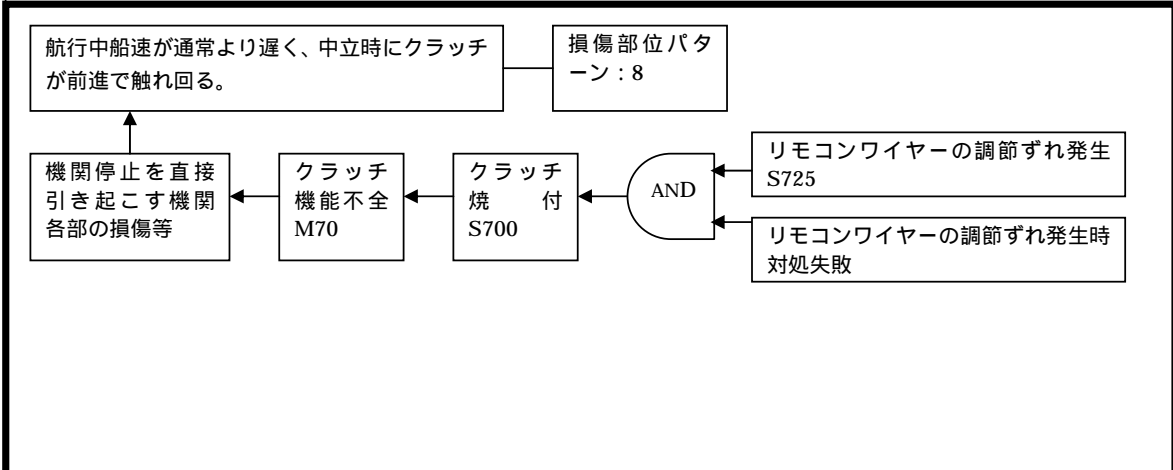 航行中船速が通常より遅く、中立時にクラッチ
が前進で触れ回る。
損傷部位パタ
ーン：8
機関停止を直接
引き起こす機関
各部の損傷等
クラッチ
機能不全
M70
クラッチ
焼付
S700
AND
リモコンワイヤーの調節ずれ発生
S725
リモコンワイヤーの調節ずれ発生時
対処失敗